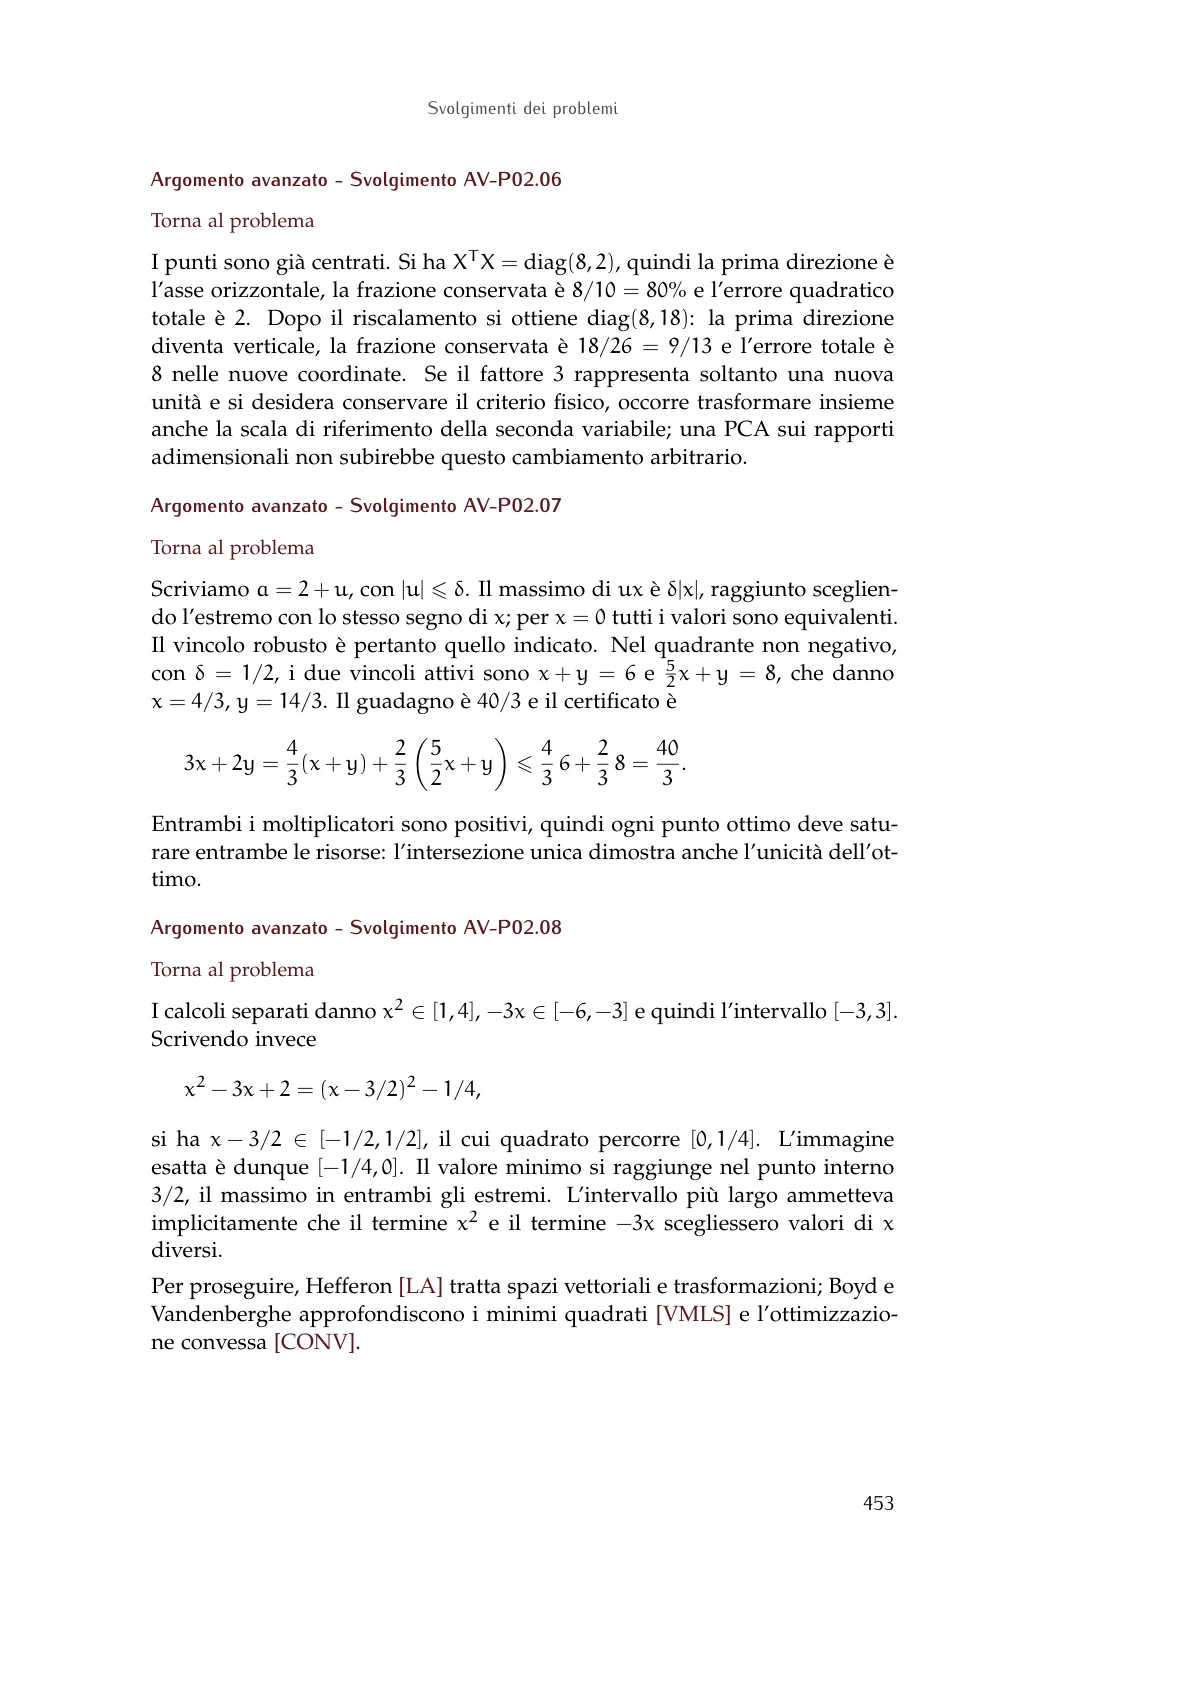 Svolgimenti dei problemi
Argomento avanzato - Svolgimento AV-P02.06
Torna al problema
I punti sono già centrati. Si ha XᵀX = diag(8, 2), quindi la prima direzione è
l'asse orizzontale, la frazione conservata è 8/10 = 80% e l'errore quadratico
totale è 2. Dopo il riscalamento si ottiene diag(8, 18): la prima direzione
diventa verticale, la frazione conservata è 18/26 = 9/13 e l'errore totale è
8 nelle nuove coordinate. Se il fattore 3 rappresenta soltanto una nuova
unità e si desidera conservare il criterio fisico, occorre trasformare insieme
anche la scala di riferimento della seconda variabile; una PCA sui rapporti
adimensionali non subirebbe questo cambiamento arbitrario.
Argomento avanzato - Svolgimento AV-P02.07
Torna al problema
Scriviamo a = 2 + u, con |u| ⩽ δ. Il massimo di ux è δ|x|, raggiunto sceglien-
do l'estremo con lo stesso segno di x; per x = 0 tutti i valori sono equivalenti.
Il vincolo robusto è pertanto quello indicato. Nel quadrante non negativo,
con δ = 1/2, i due vincoli attivi sono x + y = 6 e 5/2 x + y = 8, che danno
x = 4/3, y = 14/3. Il guadagno è 40/3 e il certificato è
3x + 2y = 4/3 (x + y) + 2/3 (5/2 x + y) ⩽ 4/3 6 + 2/3 8 = 40/3.
Entrambi i moltiplicatori sono positivi, quindi ogni punto ottimo deve satu-
rare entrambe le risorse: l'intersezione unica dimostra anche l'unicità dell'ot-
timo.
Argomento avanzato - Svolgimento AV-P02.08
Torna al problema
I calcoli separati danno x² ∈ [1, 4], −3x ∈ [−6, −3] e quindi l'intervallo [−3, 3].
Scrivendo invece
x² − 3x + 2 = (x − 3/2)² − 1/4,
si ha x − 3/2 ∈ [−1/2, 1/2], il cui quadrato percorre [0, 1/4]. L'immagine
esatta è dunque [−1/4, 0]. Il valore minimo si raggiunge nel punto interno
3/2, il massimo in entrambi gli estremi. L'intervallo più largo ammetteva
implicitamente che il termine x² e il termine −3x scegliessero valori di x
diversi.
Per proseguire, Hefferon [LA] tratta spazi vettoriali e trasformazioni; Boyd e
Vandenberghe approfondiscono i minimi quadrati [VMLS] e l'ottimizzazio-
ne convessa [CONV].
453